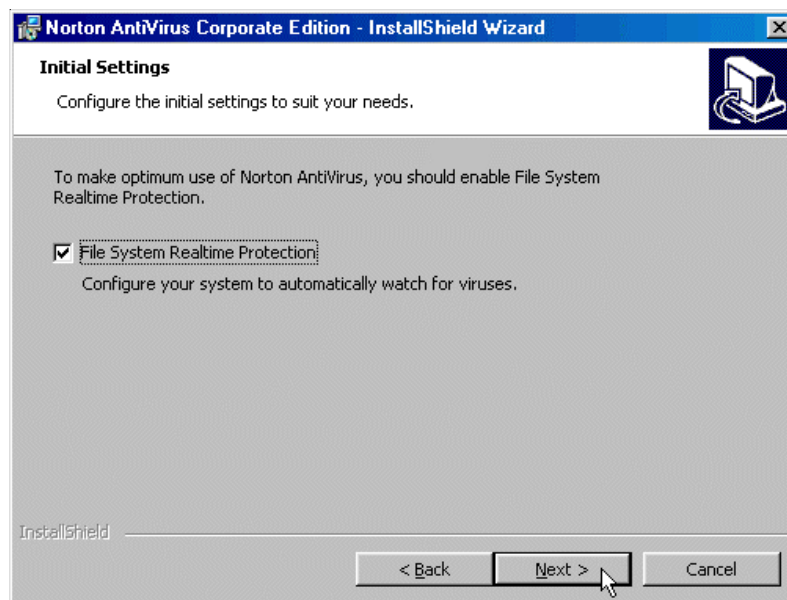 Norton AntiVirus Corporate Edition - InstallShield Wizard
Initial Settings
Configure the initial settings to suit your needs.
To make optimum use of Norton AntiVirus, you should enable File System
Realtime Protection.
File System Realtime Protection
Configure your system to automatically watch for viruses.
InstallShield
< Back
Next >
Cancel